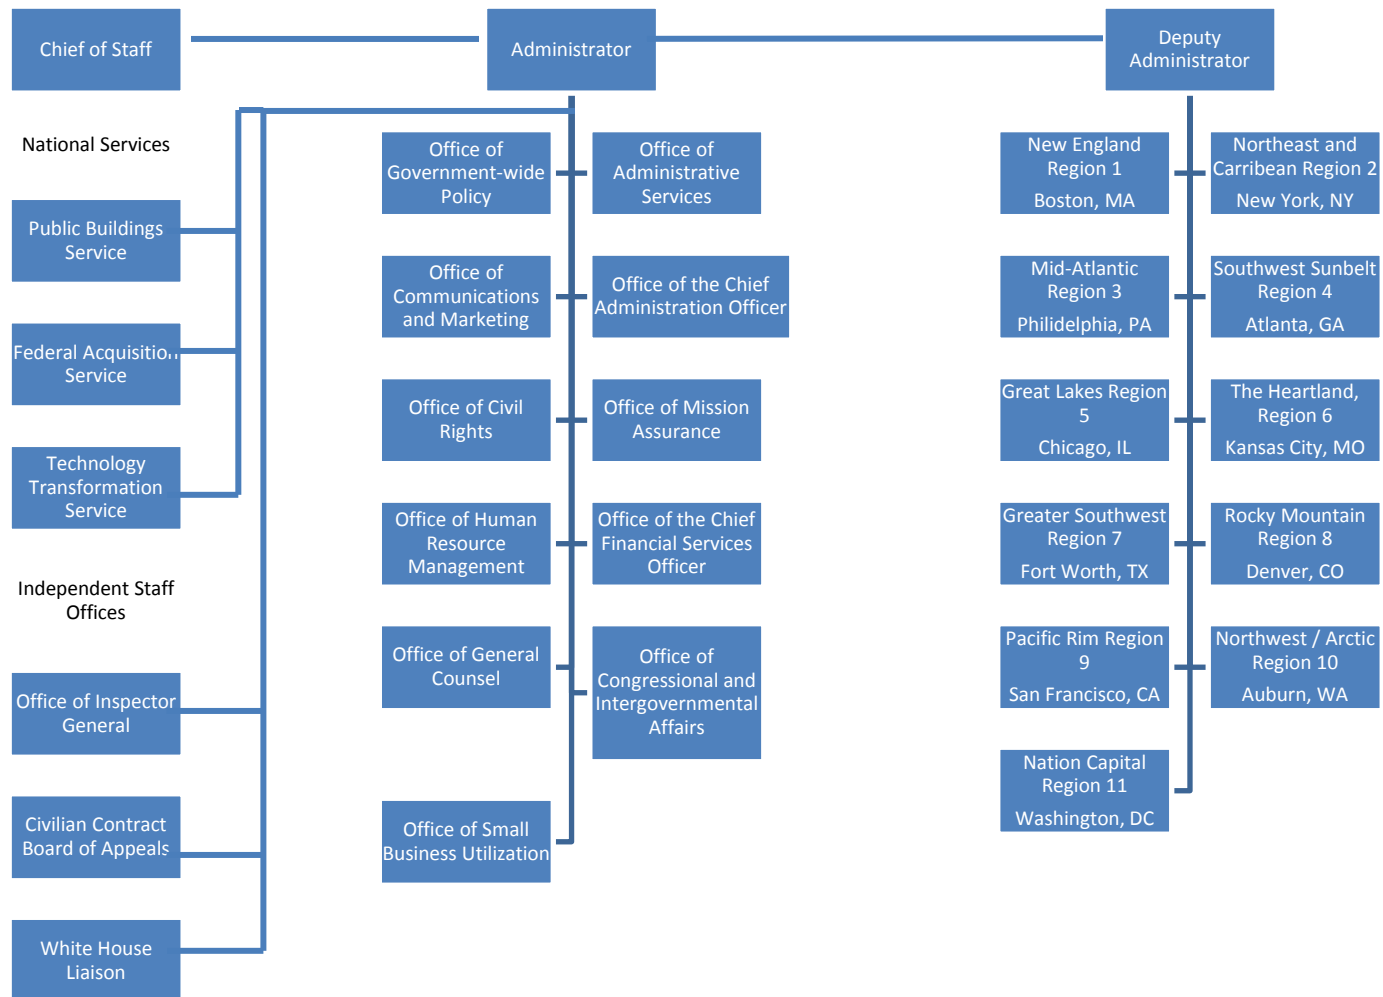 Chief of Staff
Administrator
Deputy
Administrator
National Services
Public Buildings
Service
Federal Acquisition
Service
Technology
Transformation
Service
Independent Staff
Offices
Office of Inspector
General
Civilian Contract
Board of Appeals
White House
Liaison
Office of
Government-wide
Policy
Office of
Administrative
Services
Office of
Communications
and Marketing
Office of the Chief
Administration Officer
Office of Civil
Rights
Office of Mission
Assurance
Office of Human
Resource
Management
Office of the Chief
Financial Services
Officer
Office of General
Counsel
Office of
Congressional and
Intergovernmental
Affairs
Office of Small
Business Utilization
New England
Region 1
Boston, MA
Northeast and
Carribean Region 2
New York, NY
Mid-Atlantic
Region 3
Philidelphia, PA
Southwest Sunbelt
Region 4
Atlanta, GA
Great Lakes Region
5
Chicago, IL
The Heartland,
Region 6
Kansas City, MO
Greater Southwest
Region 7
Fort Worth, TX
Rocky Mountain
Region 8
Denver, CO
Pacific Rim Region
9
San Francisco, CA
Northwest / Arctic
Region 10
Auburn, WA
Nation Capital
Region 11
Washington, DC